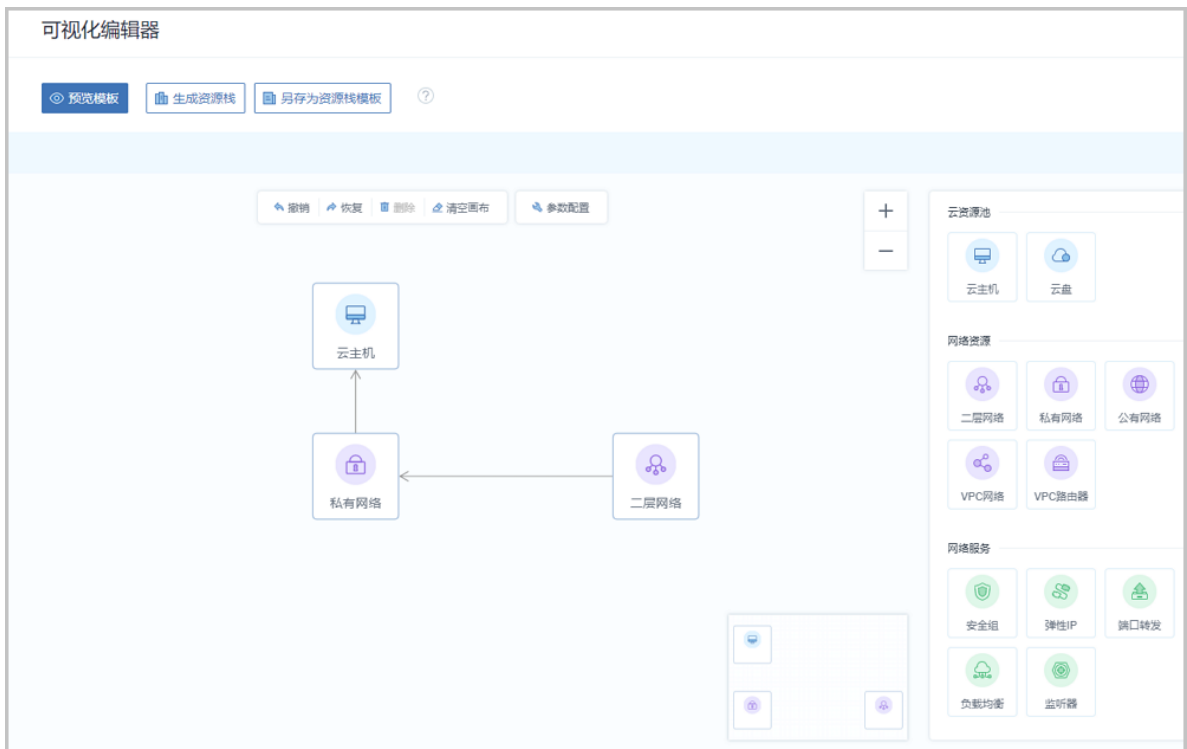 可视化编辑器
预览模板 生成资源栈 另存为资源栈模板 ?
撤销 恢复 删除 清空画布 参数配置
云资源池
云主机 云盘
网络资源
二层网络 私有网络 公有网络
VPC网络 VPC路由器
网络服务
安全组 弹性IP 端口转发
负载均衡 监听器
云主机
私有网络 二层网络